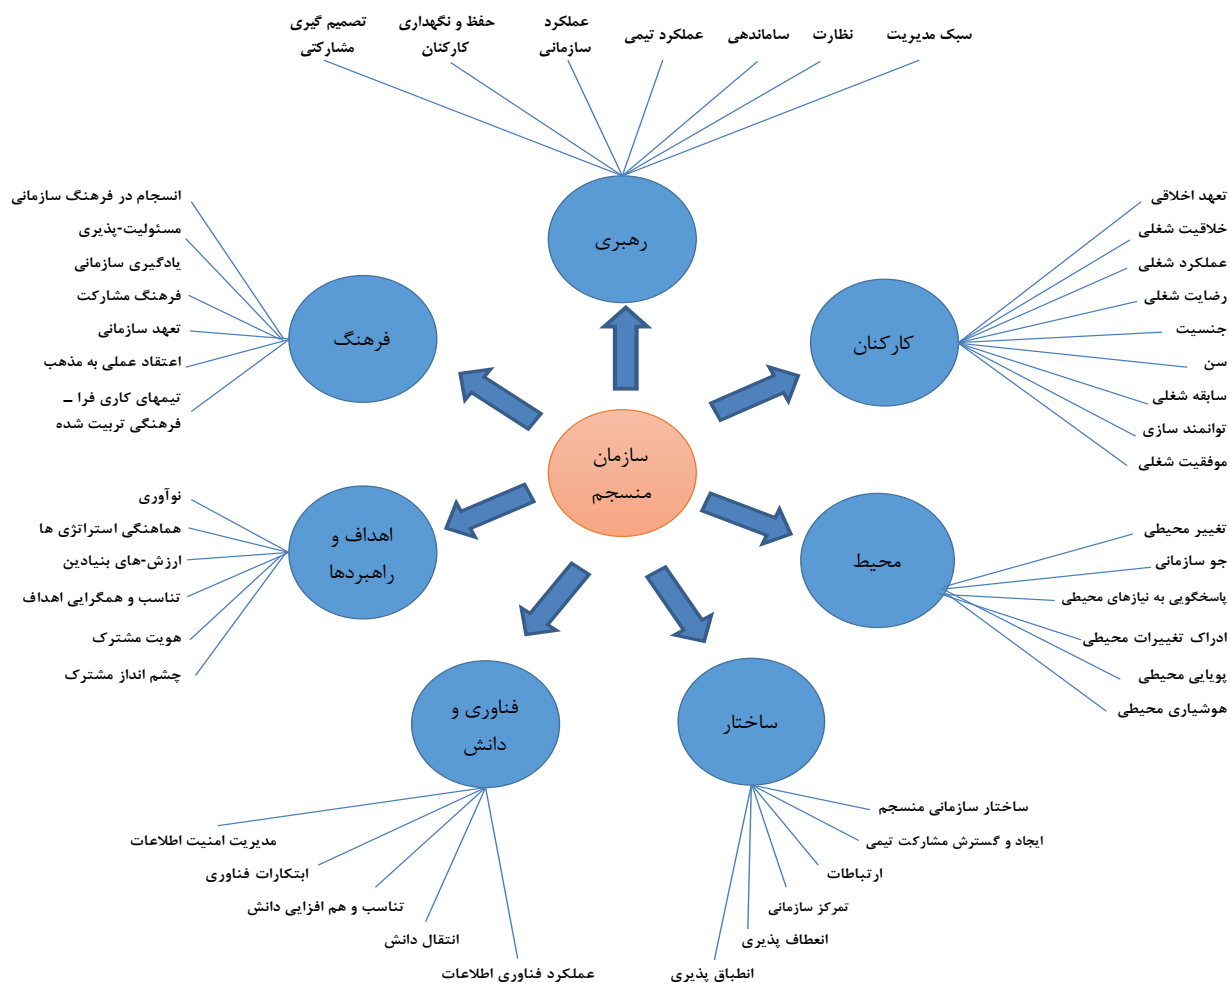 سبک مدیریت
نظارت
ساماندهی
عملکرد تیمی
عملکرد
سازمانی
حفظ و نگهداری
کارکنان
تصمیم گیری
مشارکتی
رهبری
تعهد اخلاقی
خلاقیت شغلی
عملکرد شغلی
رضایت شغلی
جنسیت
سن
سابقه شغلی
توانمند سازی
موفقیت شغلی
کارکنان
انسجام در فرهنگ سازمانی
مسئولیت-پذیری
یادگیری سازمانی
فرهنگ مشارکت
تعهد سازمانی
اعتقاد عملی به مذهب
تیمهای کاری فرا –
فرهنگی تربیت شده
فرهنگ
سازمان
منسجم
تغییر محیطی
جو سازمانی
پاسخگویی به نیازهای محیطی
ادراک تغییرات محیطی
پویایی محیطی
هوشیاری محیطی
محیط
اهداف و
راهبردها
نوآوری
هماهنگی استراتژی ها
ارزش-های بنیادین
تناسب و همگرایی اهداف
هویت مشترک
چشم انداز مشترک
ساختار
ساختار سازمانی منسجم
ایجاد و گسترش مشارکت تیمی
ارتباطات
تمرکز سازمانی
انعطاف پذیری
انطباق پذیری
فناوری و
دانش
مدیریت امنیت اطلاعات
ابتکارات فناوری
تناسب و هم افزایی دانش
انتقال دانش
عملکرد فناوری اطلاعات